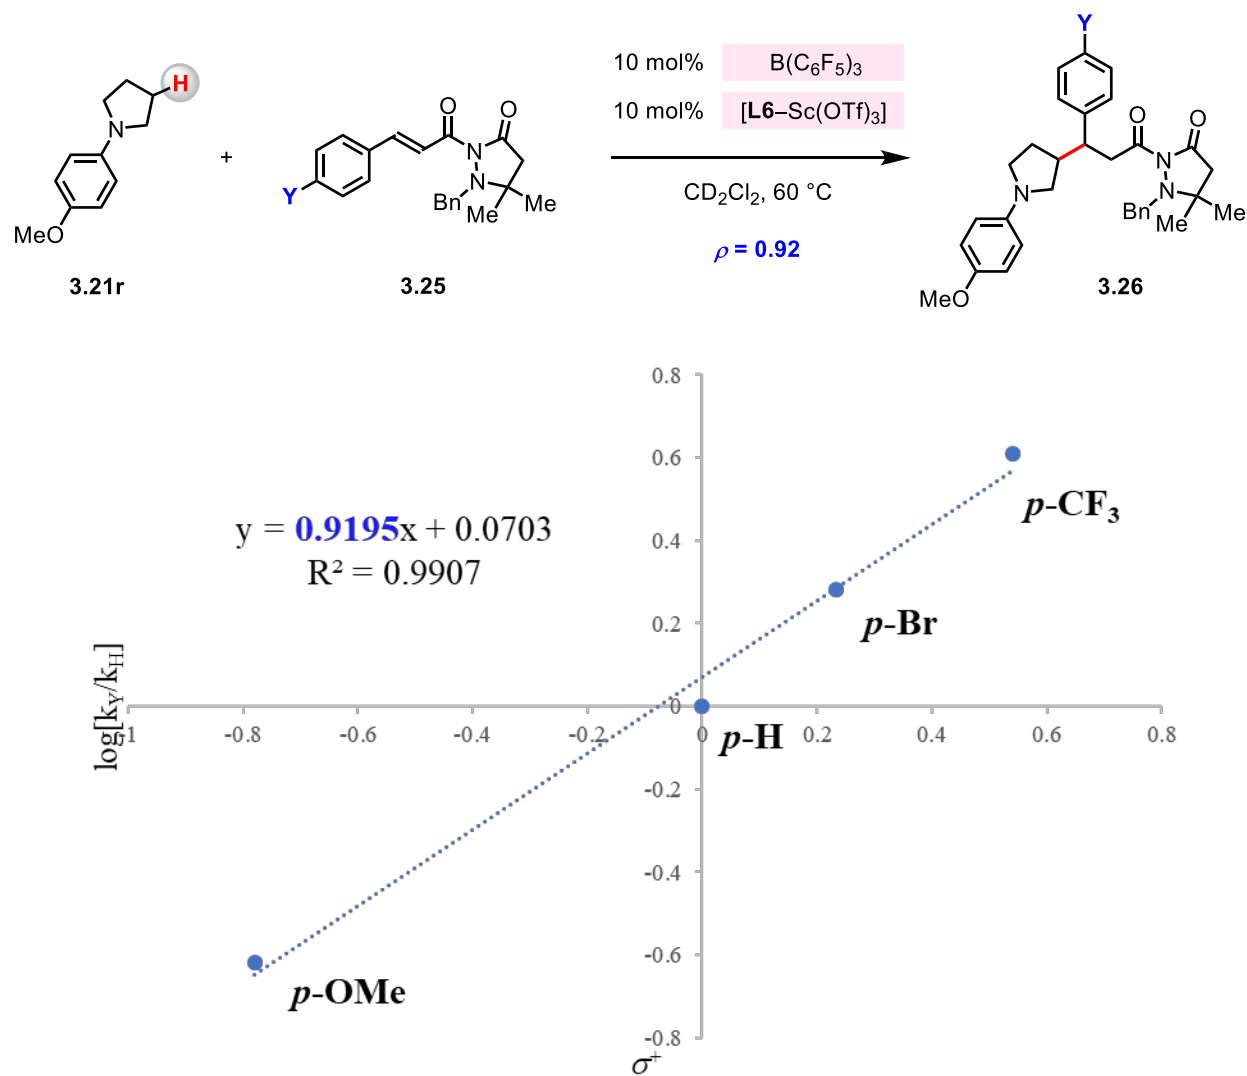 Y
10 mol% B(C₆F₅)₃
10 mol% [L6–Sc(OTf)₃]
CD₂Cl₂, 60 °C
ρ = 0.92
H
N
MeO
3.21r
+
Y
O
O
N
N
Bn
Me
Me
3.25
O
O
N
N
N
Bn
Me
Me
MeO
3.26
y = 0.9195x + 0.0703
R² = 0.9907
log[kY/kH]
0.8
0.6
0.4
0.2
0
-0.2
-0.4
-0.6
-0.8
-1 -0.8 -0.6 -0.4 -0.2 0 0.2 0.4 0.6 0.8
p-CF₃
p-Br
p-H
p-OMe
σ⁺